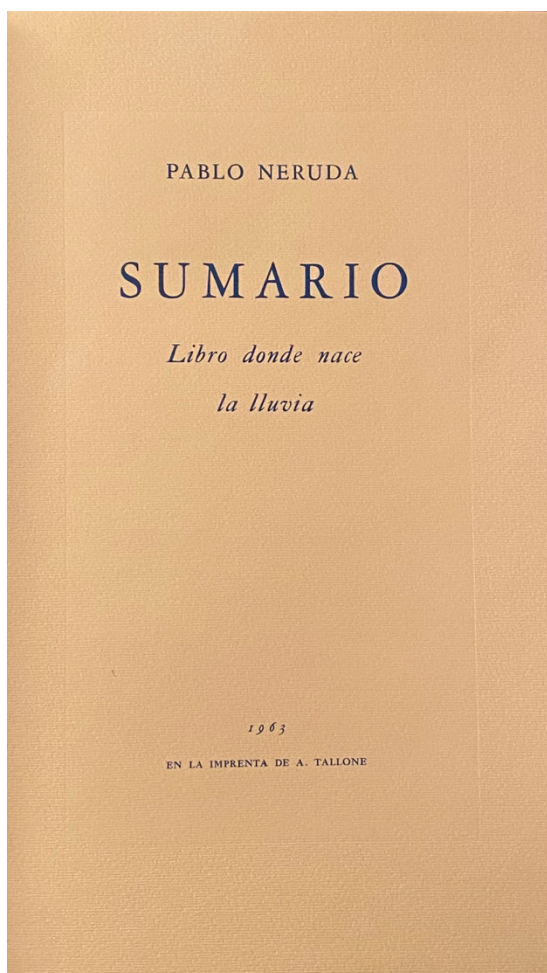 PABLO NERUDA
SUMARIO
Libro donde nace
la lluvia
1963
EN LA IMPRENTA DE A. TALLONE